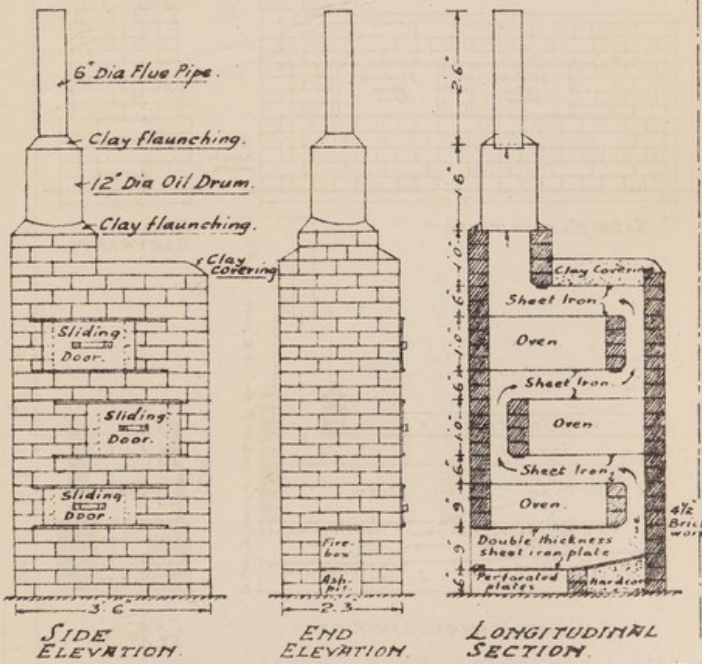 6" Dia Flue Pipe.
Clay flaunching.
12" Dia Oil Drum.
Clay flaunching.
Clay
Covering
Sliding
Door.
Sliding
Door.
Sliding
Door.
3' 6"
SIDE
ELEVATION.
Fire-
box
Ash-
pit
2' 3"
END
ELEVATION.
2' 6"
1' 6"
1' 0"
6"
1' 0"
6"
1' 0"
6"
9"
9"
6"
Clay Covering
Sheet Iron
Oven.
Sheet Iron
Oven.
Sheet Iron
Oven
Double thickness
sheet iron plate
Perforated
plates
Hardcore
4½"
Brick
work
LONGITUDINAL
SECTION.